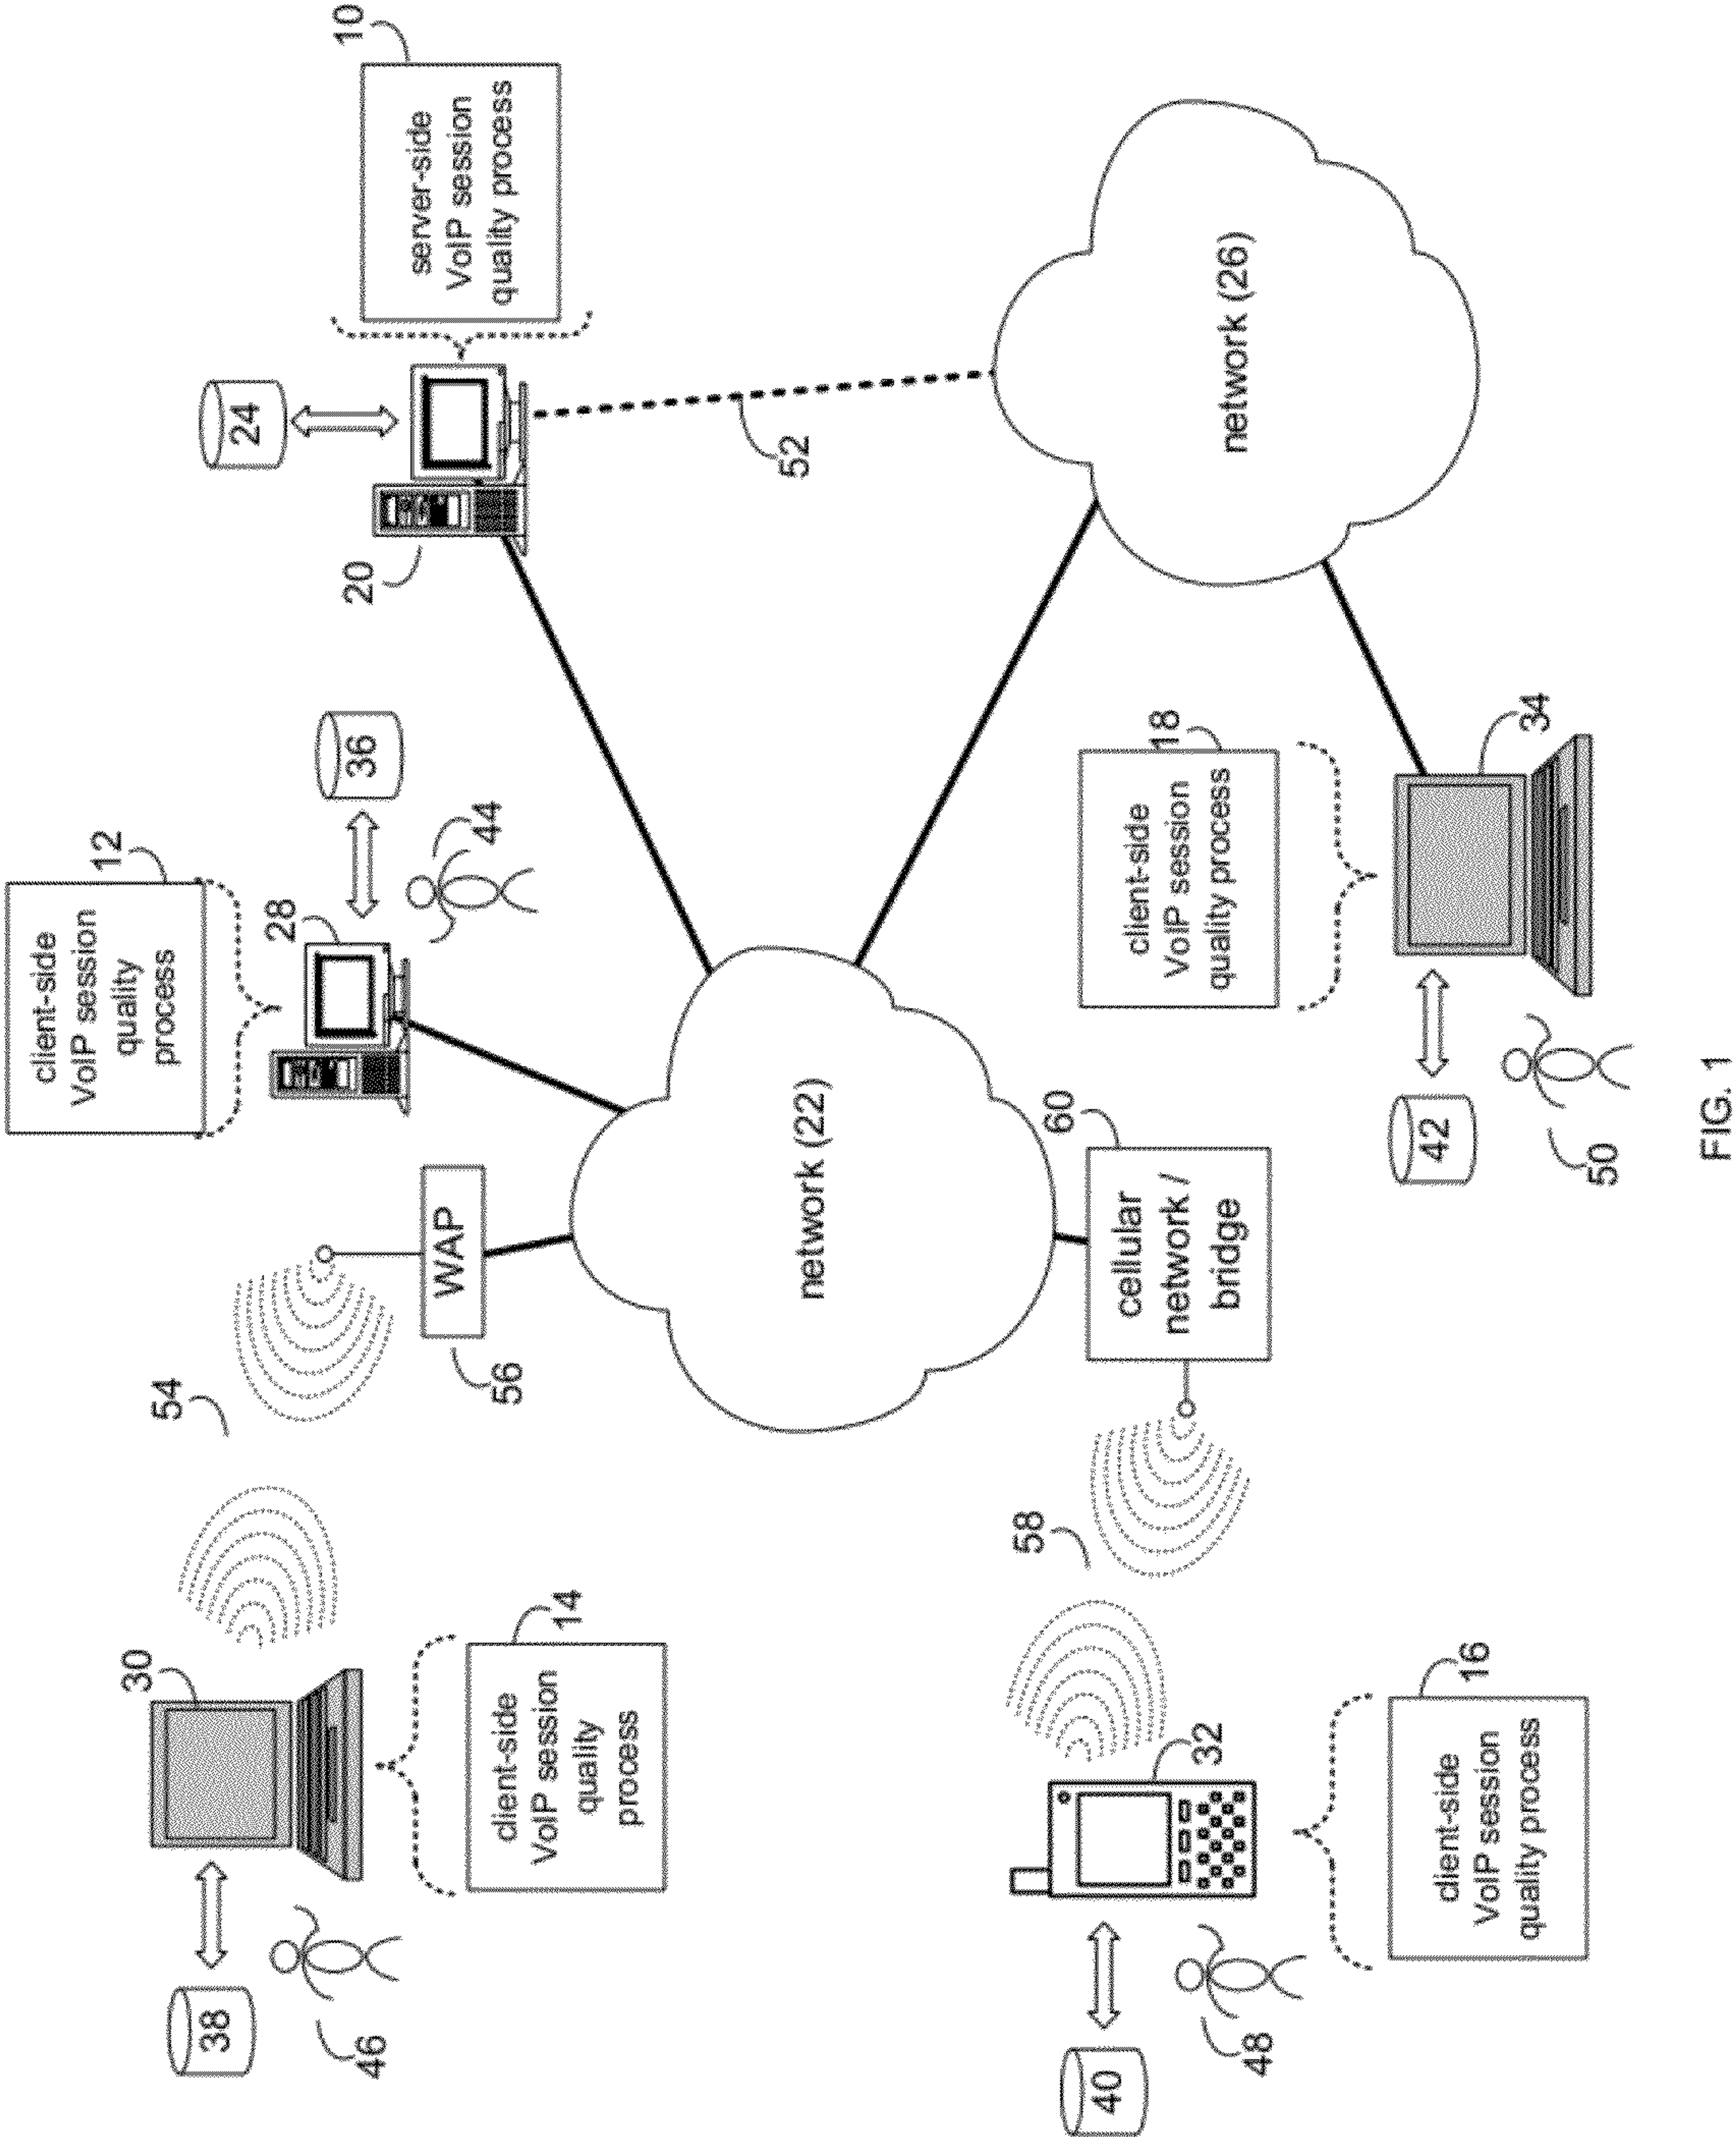 38
46
30
client-side
VoIP session
quality
process
14
54
56
WAP
client-side
VoIP session
quality
process
12
28
36
44
24
20
server-side
VoIP session
quality process
10
network (22)
52
network (26)
40
48
32
client-side
VoIP session
quality process
16
58
cellular
network /
bridge
60
client-side
VoIP session
quality process
18
34
42
50
FIG. 1